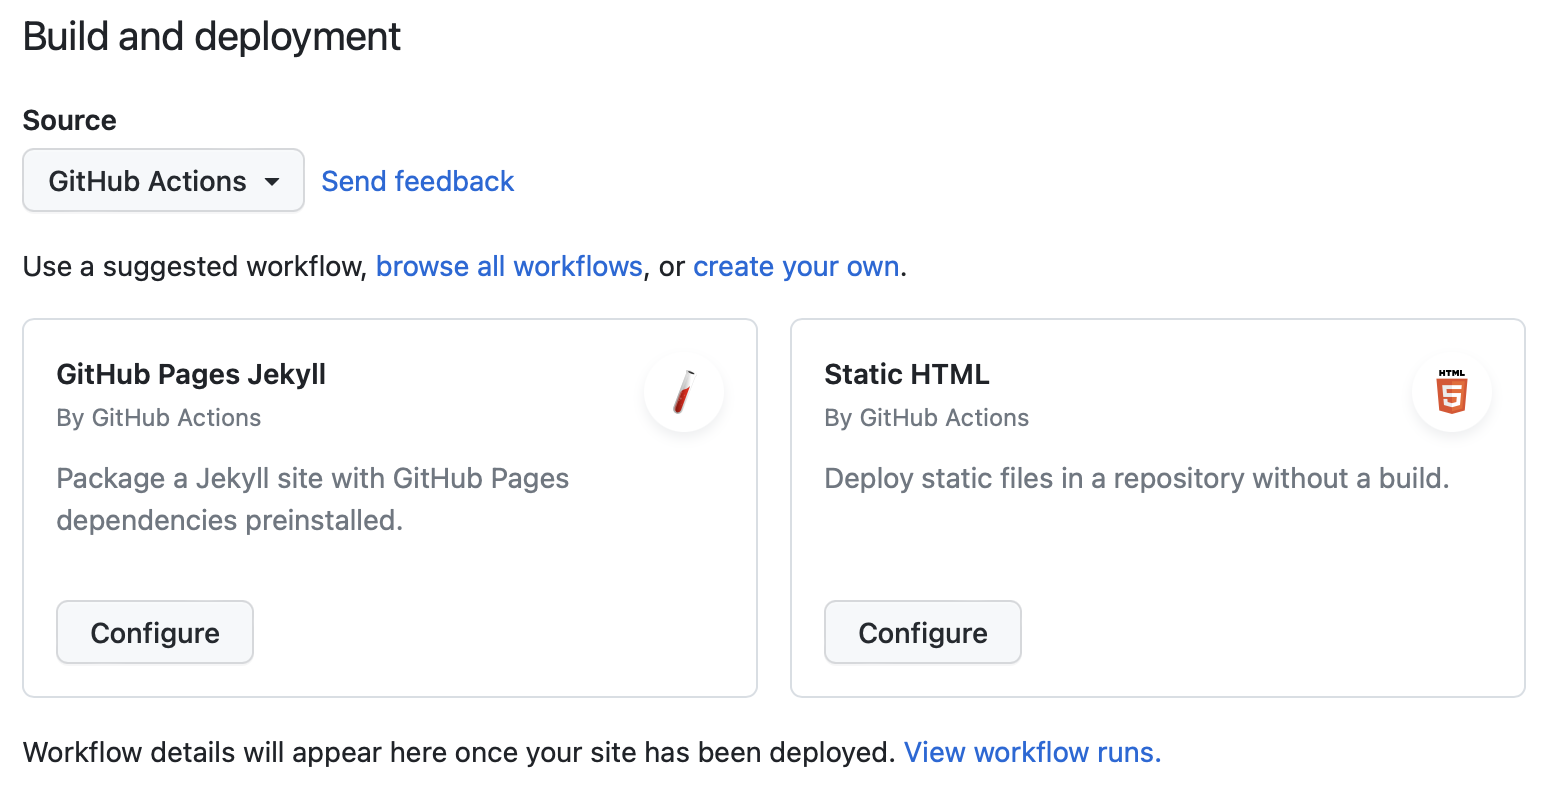 Build and deployment
Source
GitHub Actions
Send feedback
Use a suggested workflow, browse all workflows, or create your own.
GitHub Pages Jekyll
By GitHub Actions
Package a Jekyll site with GitHub Pages
dependencies preinstalled.
Configure
Static HTML
HTML
5
By GitHub Actions
Deploy static files in a repository without a build.
Configure
Workflow details will appear here once your site has been deployed. View workflow runs.